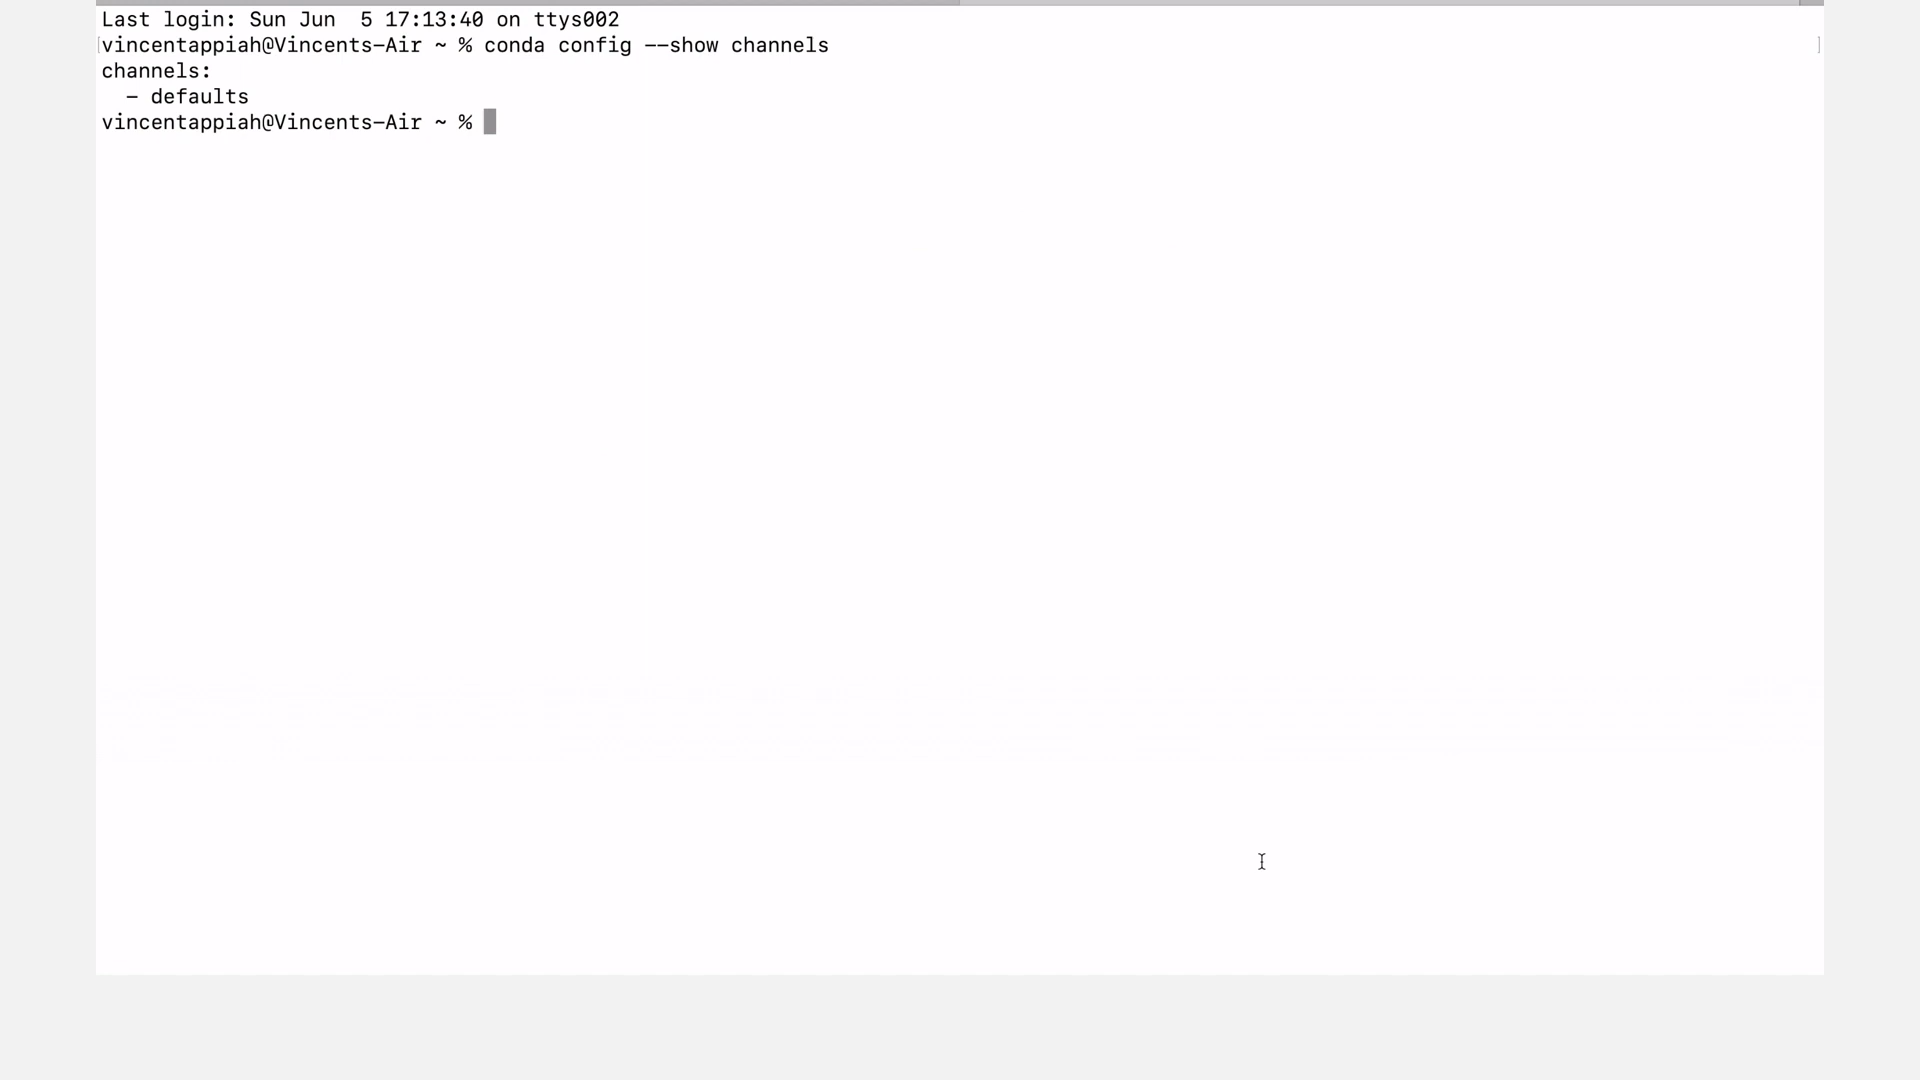 Last login: Sun Jun  5 17:13:40 on ttys002
vincentappiah@Vincents-Air ~ % conda config --show channels
channels:
  - defaults
vincentappiah@Vincents-Air ~ %